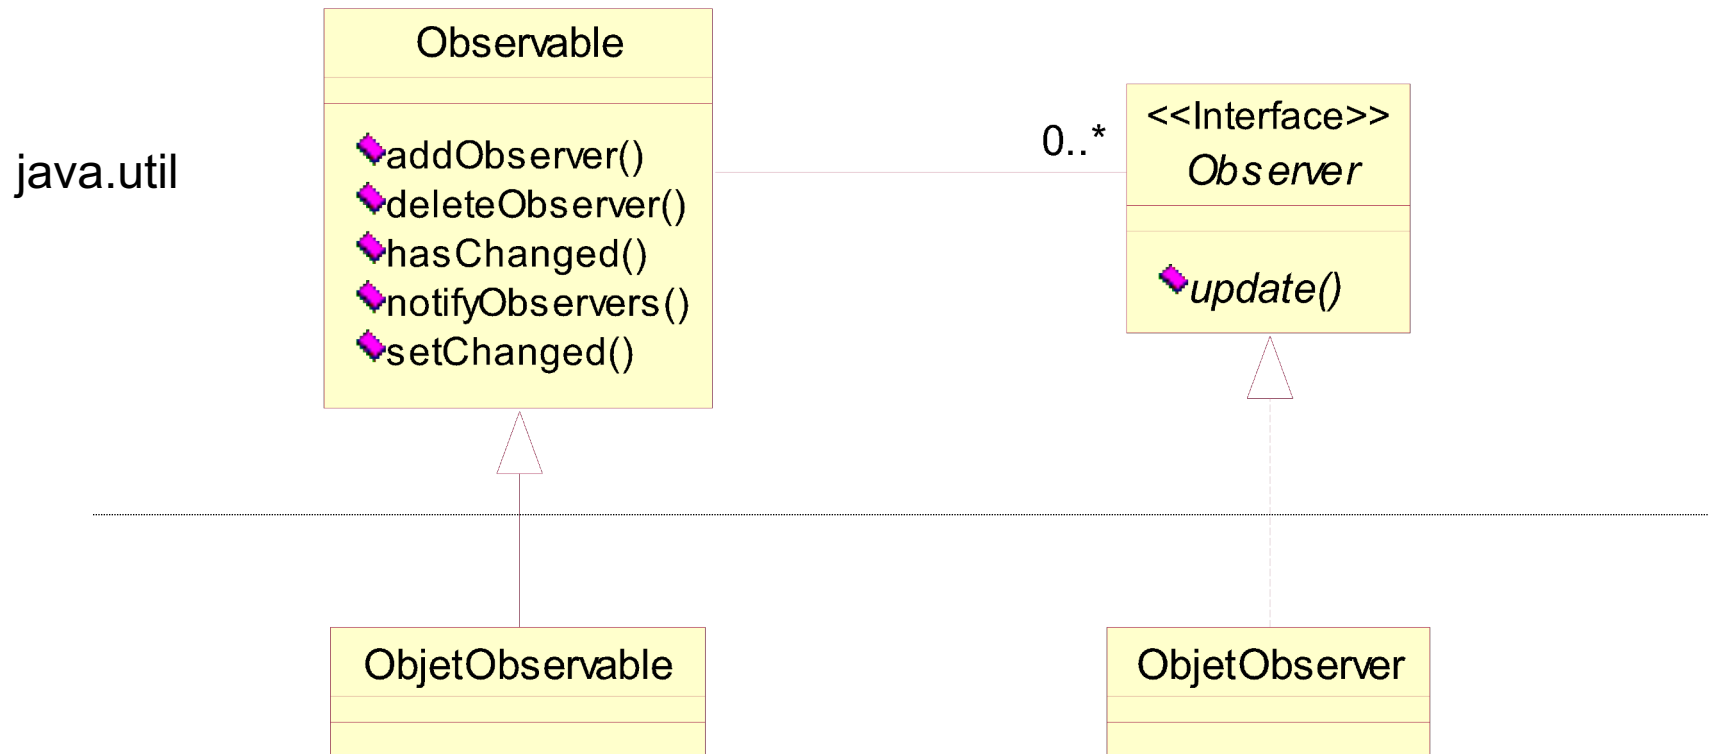 java.util
Observable
addObserver()
deleteObserver()
hasChanged()
notifyObservers()
setChanged()
0..*
<<Interface>>
Observer
update()
ObjetObservable
ObjetObserver